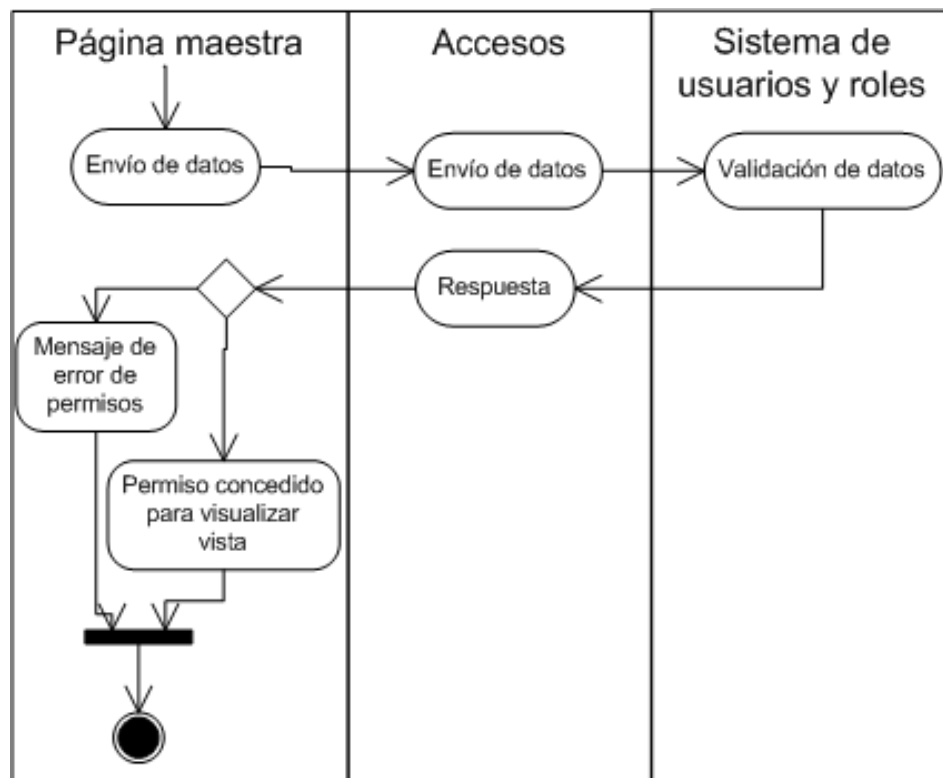 Página maestra
Accesos
Sistema de
usuarios y roles
Envío de datos
Envío de datos
Validación de datos
Respuesta
Mensaje de
error de
permisos
Permiso concedido
para visualizar
vista